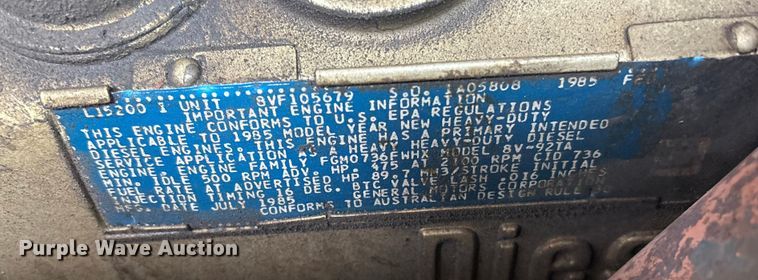 L15200 1 UNIT 8VF105679 S.O. 1A05808 1985
IMPORTANT ENGINE INFORMATION
THIS ENGINE CONFORMS TO U.S. EPA REGULATIONS
APPLICABLE TO 1985 MODEL YEAR NEW HEAVY-DUTY
DIESEL ENGINES. THIS ENGINE HAS A PRIMARY INTENDED
SERVICE APPLICATION AS A HEAVY HEAVY-DUTY DIESEL
ENGINE. ENGINE FAMILY FGM0736FNHX MODEL 8V-92TA
MIN. IDLE 500 RPM ADV. HP. 475 AT 2100 RPM CID 736
FUEL RATE AT ADVERTISED HP 89.7 MM3/STROKE INITIAL
INJECTION TIMING 16 DEG. BTC VALVE LASH .016 INCHES
ENG. DATE JULY 1985 GENERAL MOTORS CORPORATION
CONFORMS TO AUSTRALIAN DESIGN RULE
Diese
Purple Wave Auction